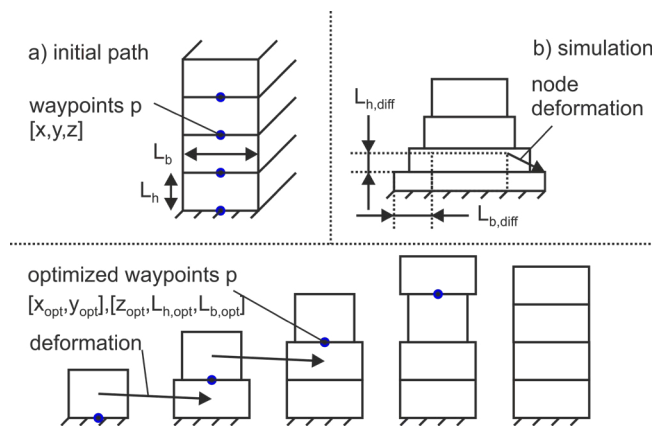 a) initial path
waypoints p
[x,y,z]
L_b
L_h
b) simulation
node
deformation
L_h,diff
L_b,diff
optimized waypoints p
[x_opt,y_opt],[z_opt,L_h,opt,L_b,opt]
deformation